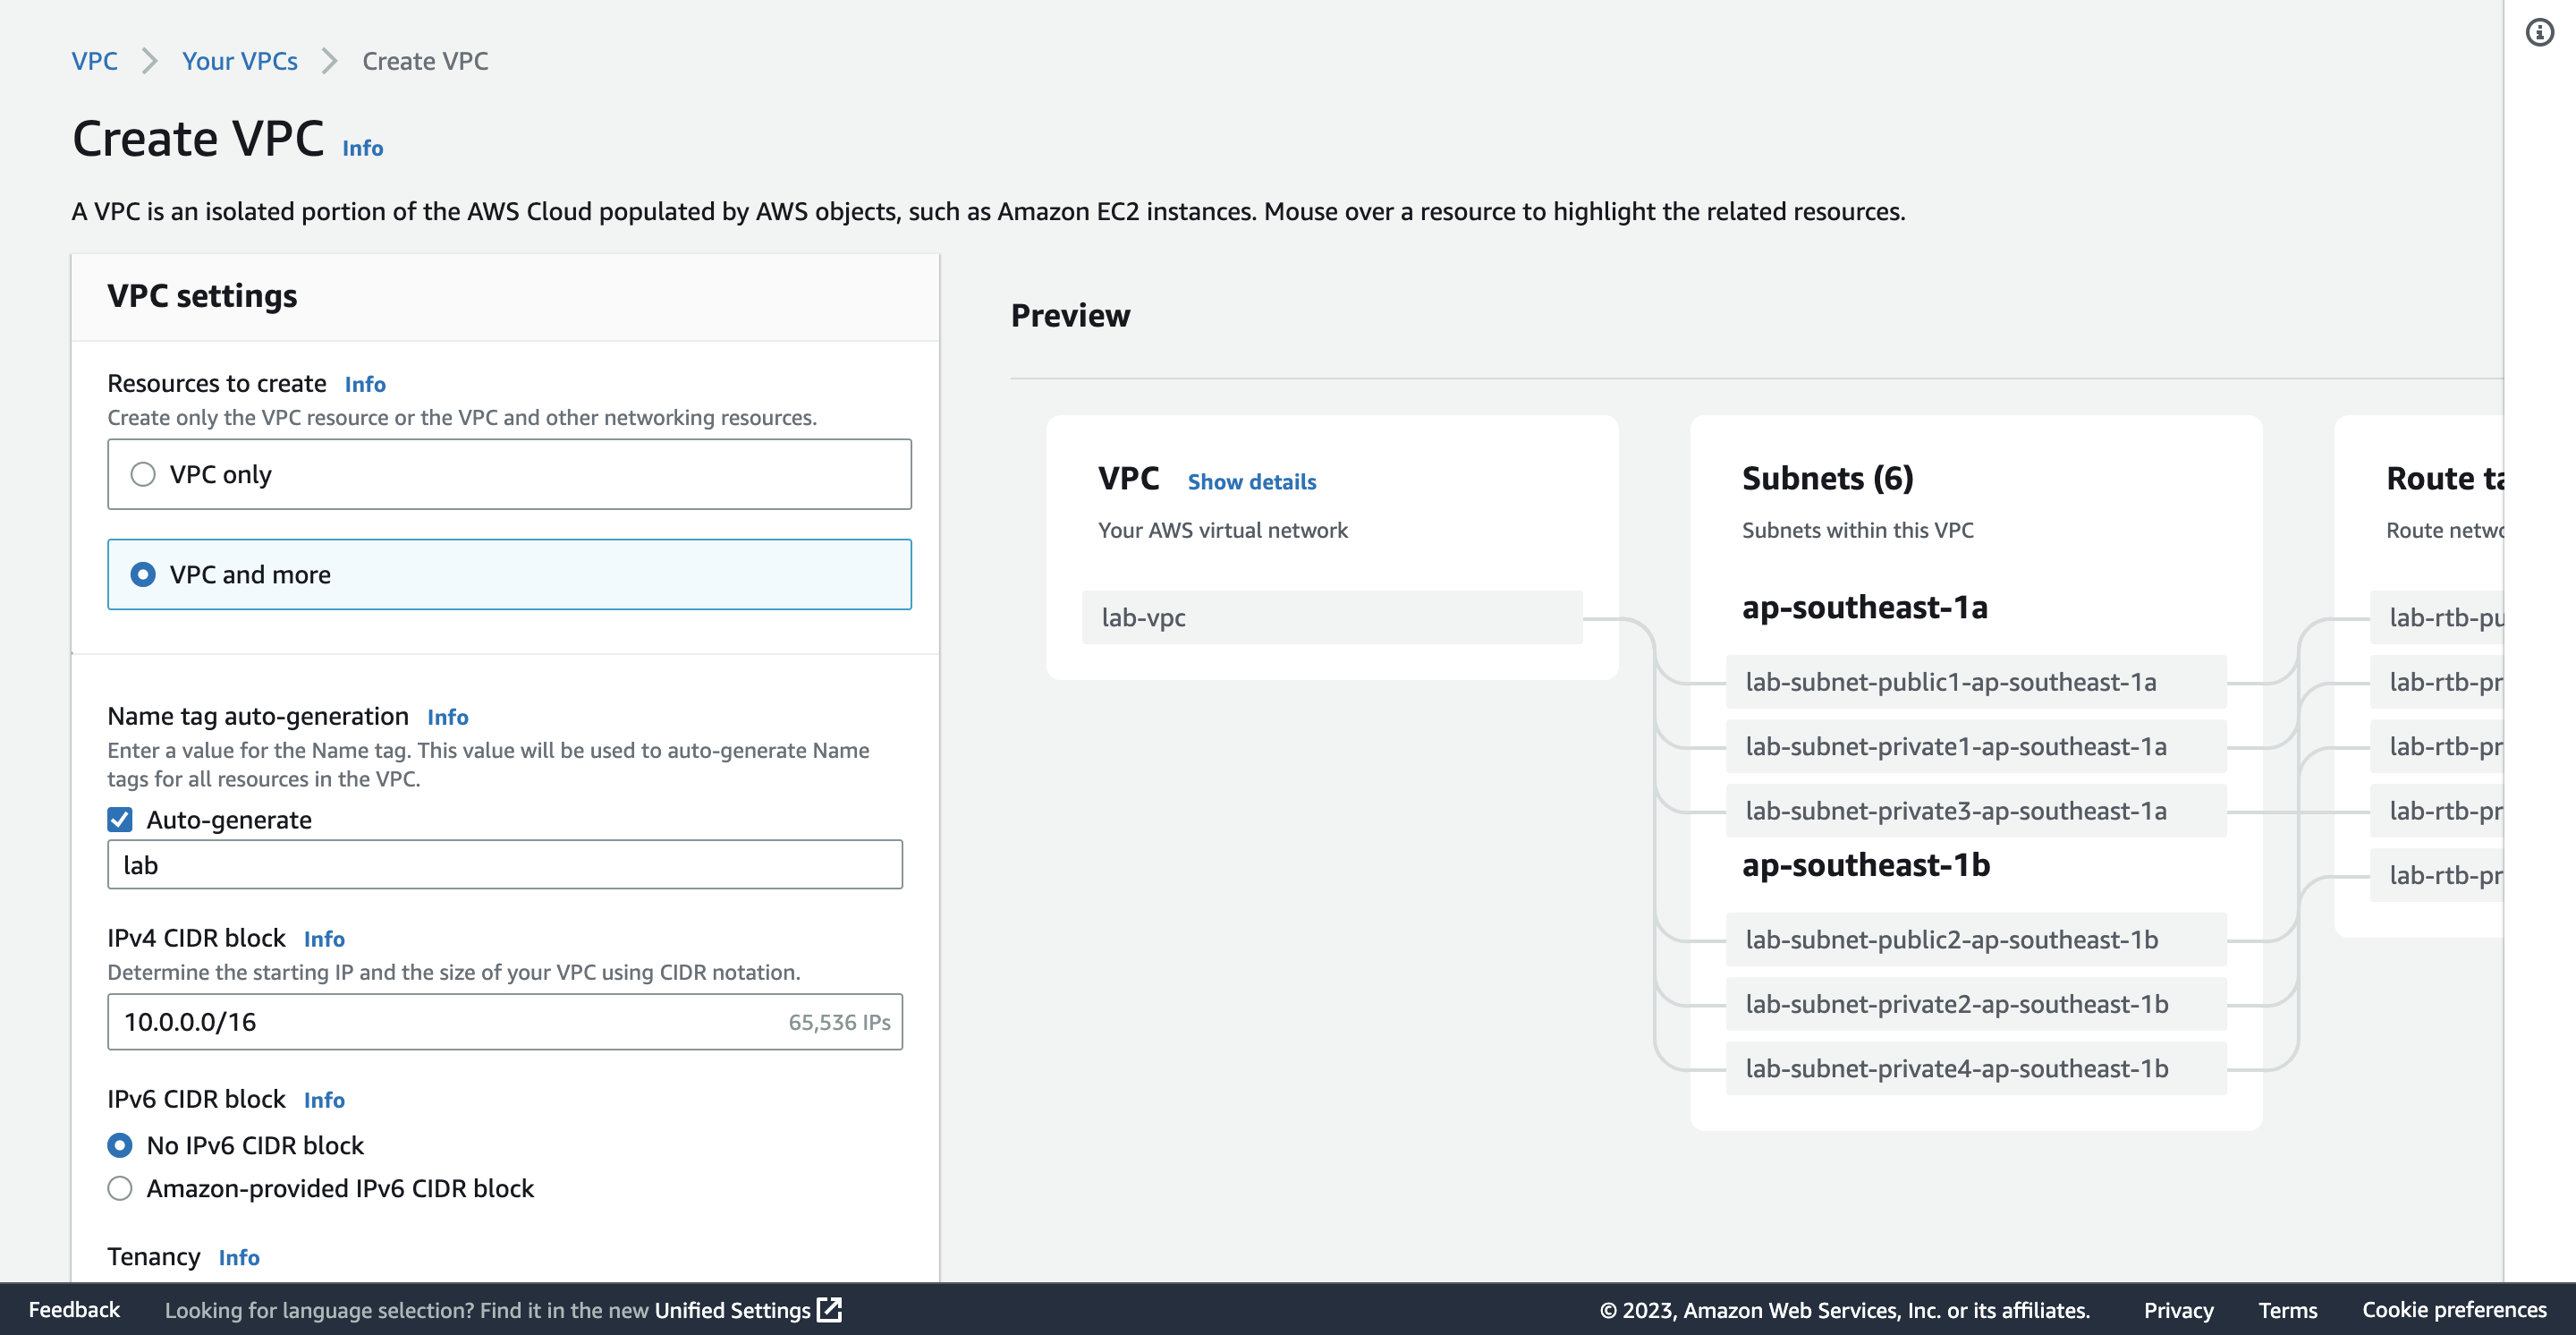 VPC > Your VPCs > Create VPC
Create VPC Info
A VPC is an isolated portion of the AWS Cloud populated by AWS objects, such as Amazon EC2 instances. Mouse over a resource to highlight the related resources.
VPC settings
Resources to create Info
Create only the VPC resource or the VPC and other networking resources.
VPC only
VPC and more
Name tag auto-generation Info
Enter a value for the Name tag. This value will be used to auto-generate Name
tags for all resources in the VPC.
Auto-generate
lab
IPv4 CIDR block Info
Determine the starting IP and the size of your VPC using CIDR notation.
10.0.0.0/16 65,536 IPs
IPv6 CIDR block Info
No IPv6 CIDR block
Amazon-provided IPv6 CIDR block
Tenancy Info
Preview
VPC Show details
Your AWS virtual network
lab-vpc
Subnets (6)
Subnets within this VPC
ap-southeast-1a
lab-subnet-public1-ap-southeast-1a
lab-subnet-private1-ap-southeast-1a
lab-subnet-private3-ap-southeast-1a
ap-southeast-1b
lab-subnet-public2-ap-southeast-1b
lab-subnet-private2-ap-southeast-1b
lab-subnet-private4-ap-southeast-1b
Route ta
Route netwo
lab-rtb-pu
lab-rtb-pr
lab-rtb-pr
lab-rtb-pr
lab-rtb-pr
Feedback Looking for language selection? Find it in the new Unified Settings © 2023, Amazon Web Services, Inc. or its affiliates. Privacy Terms Cookie preferences